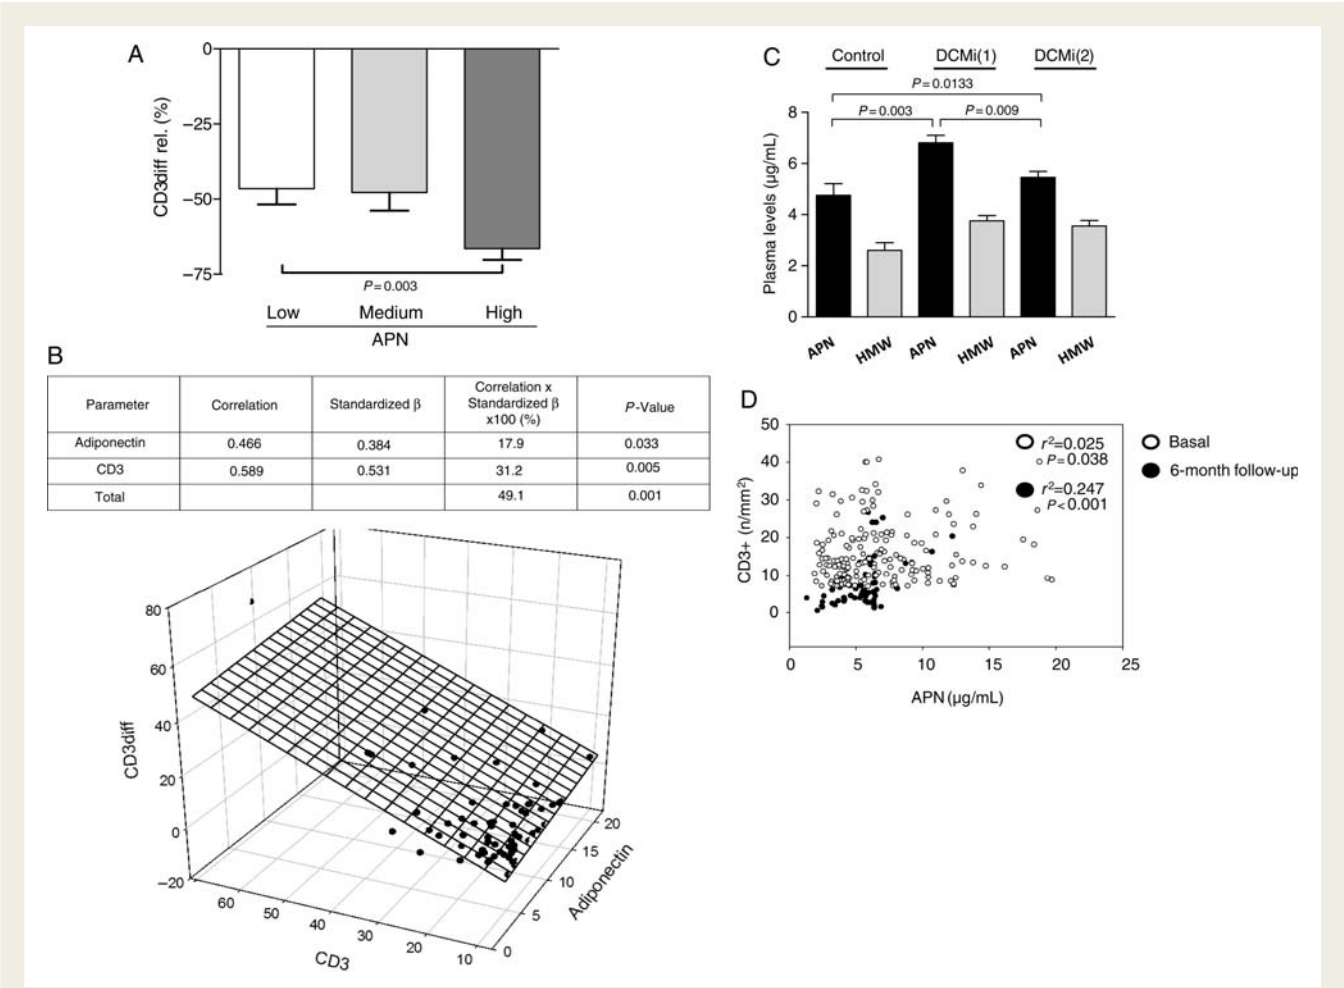 A
0
−25
−50
−75
CD3diff rel. (%)
P=0.003
Low Medium High
APN
B
Parameter Correlation Standardized β Correlation x Standardized β x100 (%) P-Value
Adiponectin 0.466 0.384 17.9 0.033
CD3 0.589 0.531 31.2 0.005
Total 49.1 0.001
80
60
40
20
0
−20
CD3diff
60 50 40 30 20 10
CD3
0 5 10 15 20
Adiponectin
C
Control DCMi(1) DCMi(2)
P=0.0133
P=0.003 P=0.009
8
6
4
2
0
Plasma levels (µg/mL)
APN HMW APN HMW APN HMW
D
50
40
30
20
10
0
CD3+ (n/mm²)
r²=0.025
P=0.038
r²=0.247
P<0.001
Basal
6-month follow-up
0 5 10 15 20 25
APN (µg/mL)